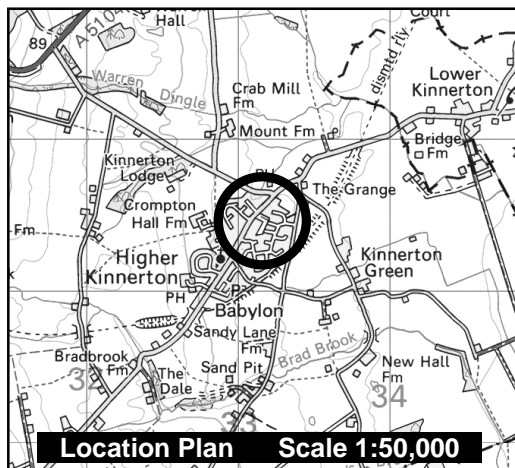 Hall
Court
A 5104
89
Warren
Dingle
dismtd rly
Lower
Kinnerton
Crab Mill
Fm
Mount Fm
Bridge
Fm
Kinnerton
Lodge
PH
The Grange
Crompton
Hall Fm
Fm
Higher
Kinnerton
Kinnerton
Green
PH
P
Babylon
Sandy Lane
Fm
Brad Brook
Bradbrook
Fm
The
Dale
Sand Pit
New Hall
Fm
32
33
34
Location Plan Scale 1:50,000